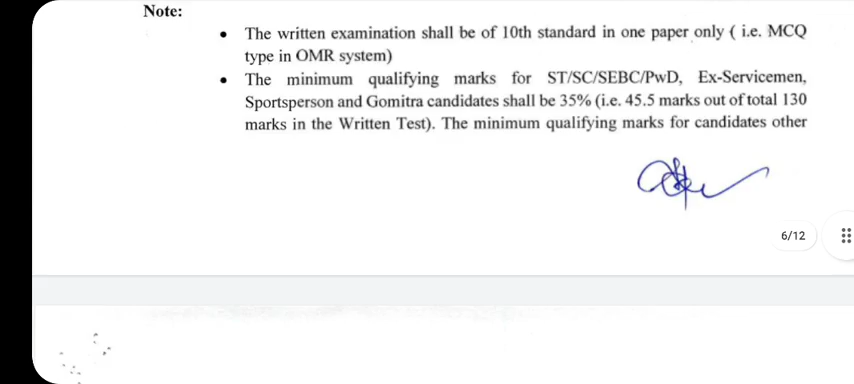 Note:
• The written examination shall be of 10th standard in one paper only ( i.e. MCQ
type in OMR system)
• The minimum qualifying marks for ST/SC/SEBC/PwD, Ex-Servicemen,
Sportsperson and Gomitra candidates shall be 35% (i.e. 45.5 marks out of total 130
marks in the Written Test). The minimum qualifying marks for candidates other
6/12